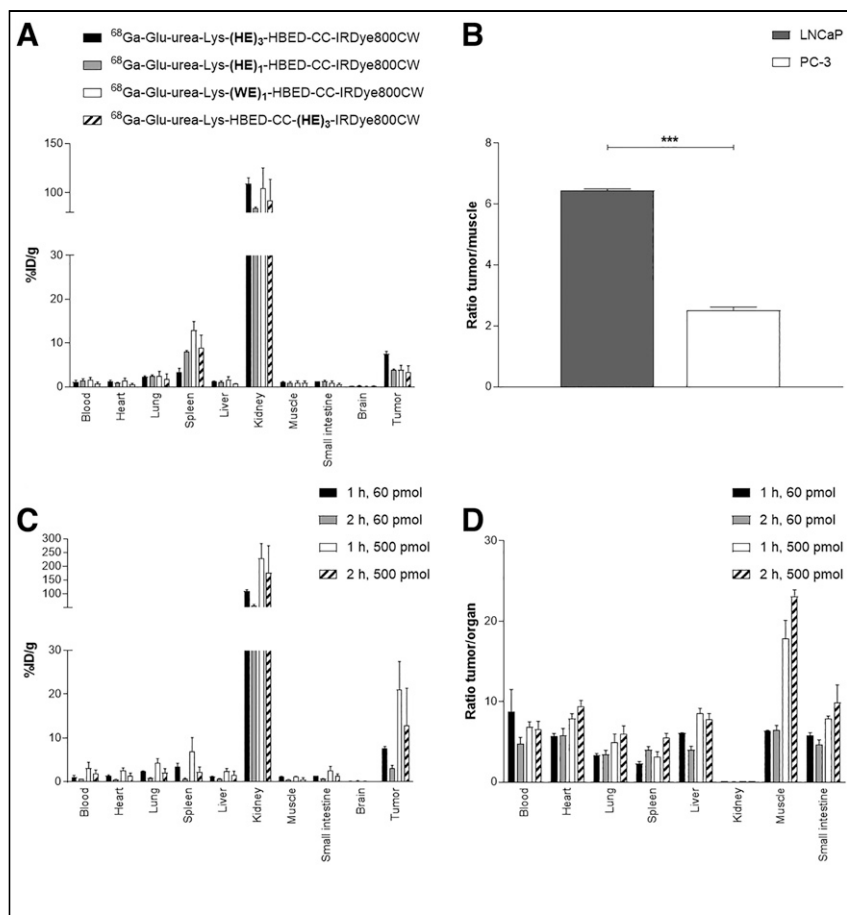 A
⁶⁸Ga-Glu-urea-Lys-(HE)₃-HBED-CC-IRDye800CW
⁶⁸Ga-Glu-urea-Lys-(HE)₁-HBED-CC-IRDye800CW
⁶⁸Ga-Glu-urea-Lys-(WE)₁-HBED-CC-IRDye800CW
⁶⁸Ga-Glu-urea-Lys-HBED-CC-(HE)₃-IRDye800CW
150
100
30
20
10
0
%ID/g
Blood
Heart
Lung
Spleen
Liver
Kidney
Muscle
Small intestine
Brain
Tumor
B
LNCaP
PC-3
***
8
6
4
2
0
Ratio tumor/muscle
C
1 h, 60 pmol
2 h, 60 pmol
1 h, 500 pmol
2 h, 500 pmol
300
250
200
150
100
30
20
10
0
%ID/g
Blood
Heart
Lung
Spleen
Liver
Kidney
Muscle
Small intestine
Brain
Tumor
D
1 h, 60 pmol
2 h, 60 pmol
1 h, 500 pmol
2 h, 500 pmol
30
20
10
0
Ratio tumor/organ
Blood
Heart
Lung
Spleen
Liver
Kidney
Muscle
Small intestine